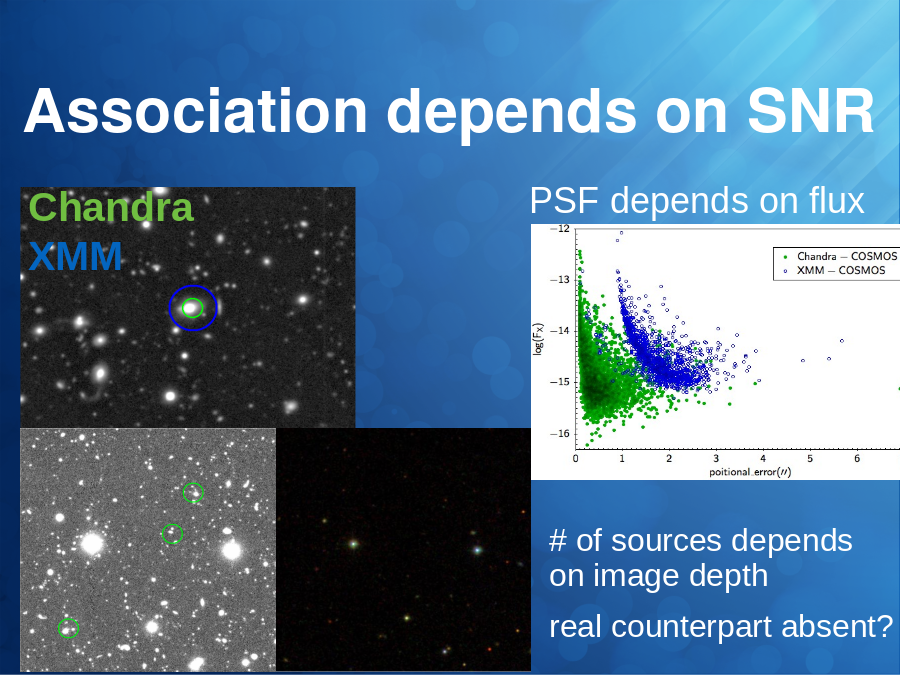 Association depends on SNR
Chandra
XMM
PSF depends on flux
−12
−13
−14
−15
−16
log(Fx)
0 1 2 3 4 5 6
poitional_error(′′)
Chandra − COSMOS
XMM − COSMOS
# of sources depends
on image depth
real counterpart absent?